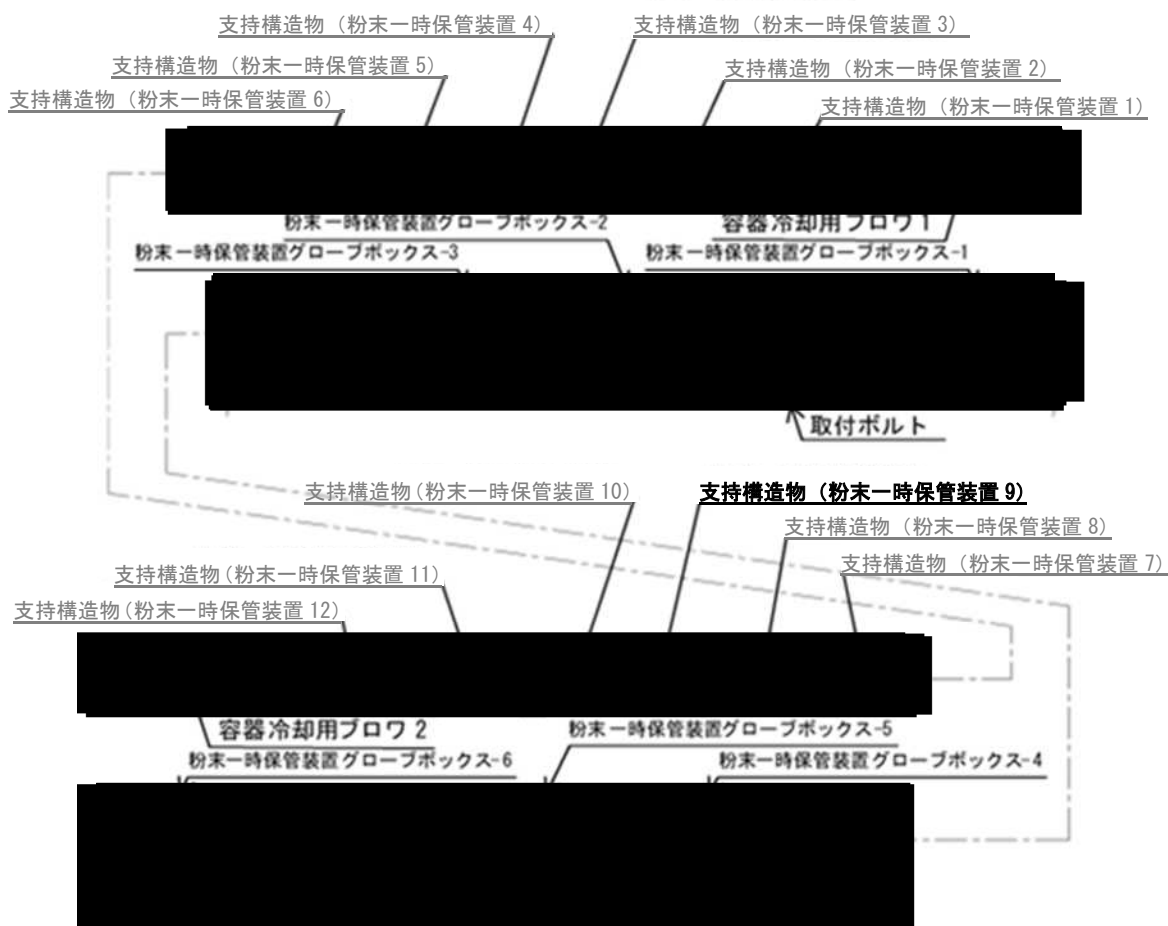 支持構造物（粉末一時保管装置 4）
支持構造物（粉末一時保管装置 3）
支持構造物（粉末一時保管装置 5）
支持構造物（粉末一時保管装置 2）
支持構造物（粉末一時保管装置 6）
支持構造物（粉末一時保管装置 1）
粉末一時保管装置グローブボックス-2
容器冷却用ブロワ 1
粉末一時保管装置グローブボックス-3
粉末一時保管装置グローブボックス-1
取付ボルト
支持構造物(粉末一時保管装置 10)
支持構造物（粉末一時保管装置 9）
支持構造物（粉末一時保管装置 8）
支持構造物（粉末一時保管装置 7）
支持構造物(粉末一時保管装置 11)
支持構造物(粉末一時保管装置 12)
容器冷却用ブロワ 2
粉末一時保管装置グローブボックス-5
粉末一時保管装置グローブボックス-6
粉末一時保管装置グローブボックス-4